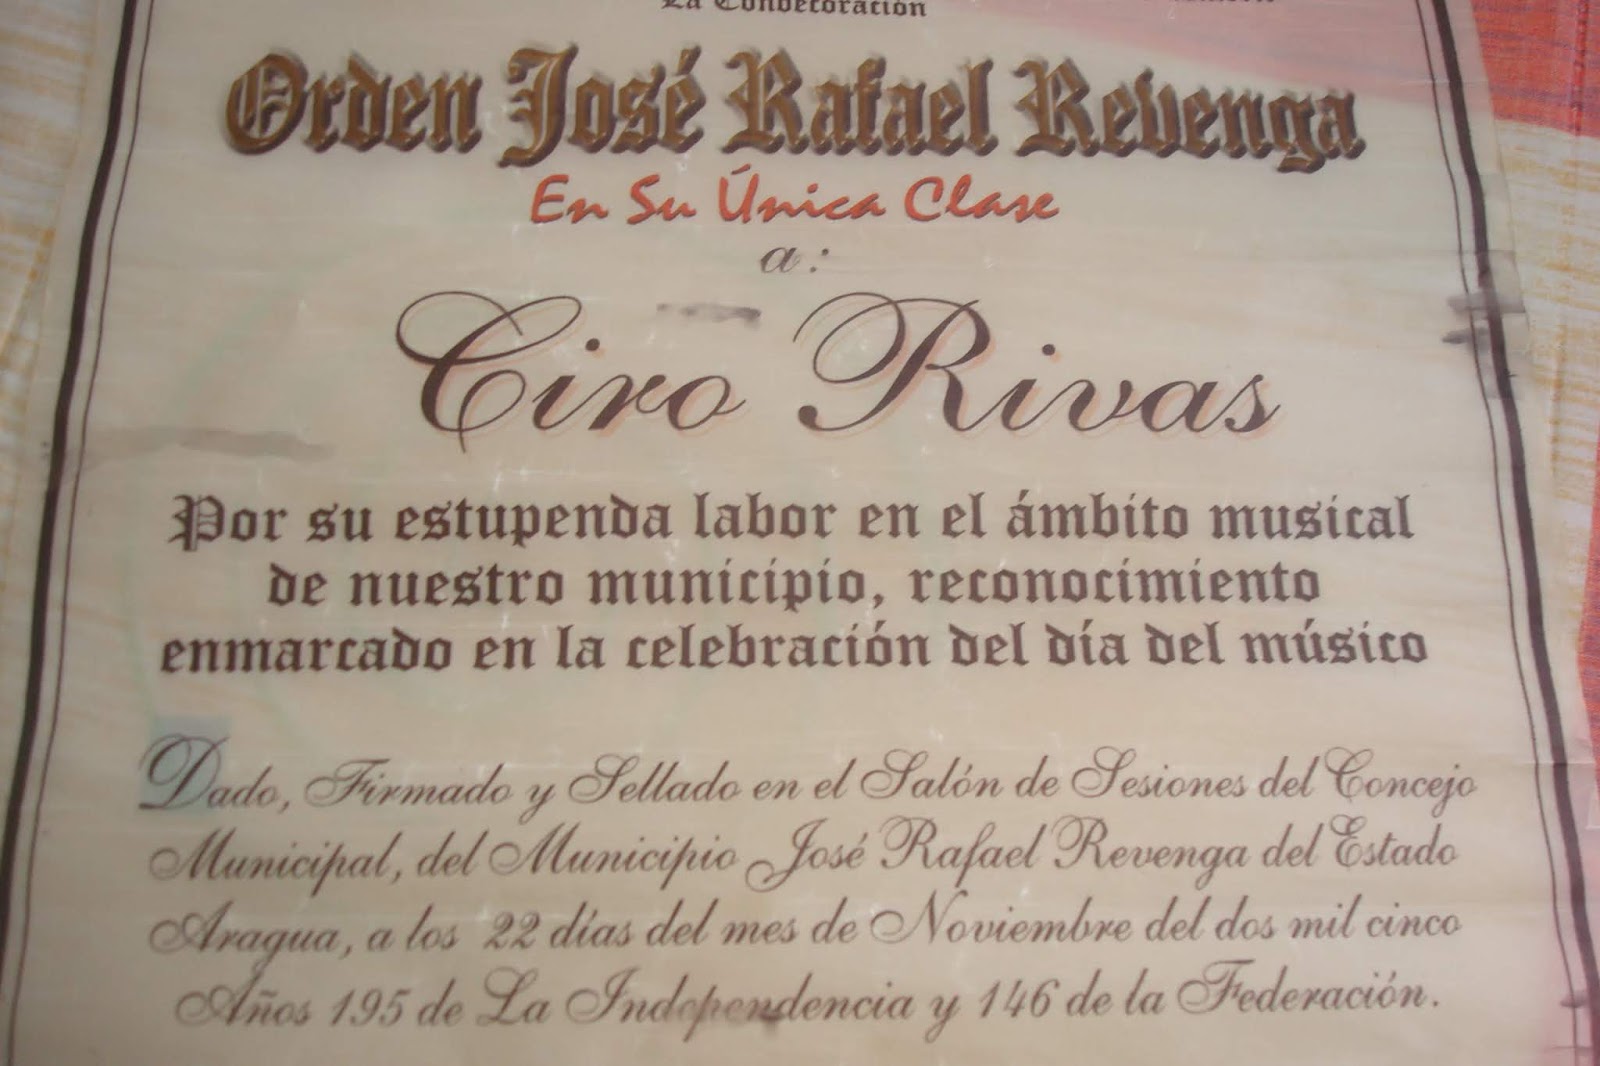 La Condecoración
Orden José Rafael Revenga
En Su Única Clase
a:
Ciro Rivas
Por su estupenda labor en el ámbito musical
de nuestro municipio, reconocimiento
enmarcado en la celebración del día del músico
Dado, Firmado y Sellado en el Salón de Sesiones del Concejo
Municipal, del Municipio José Rafael Revenga del Estado
Aragua, a los 22 días del mes de Noviembre del dos mil cinco
Años 195 de La Independencia y 146 de la Federación.